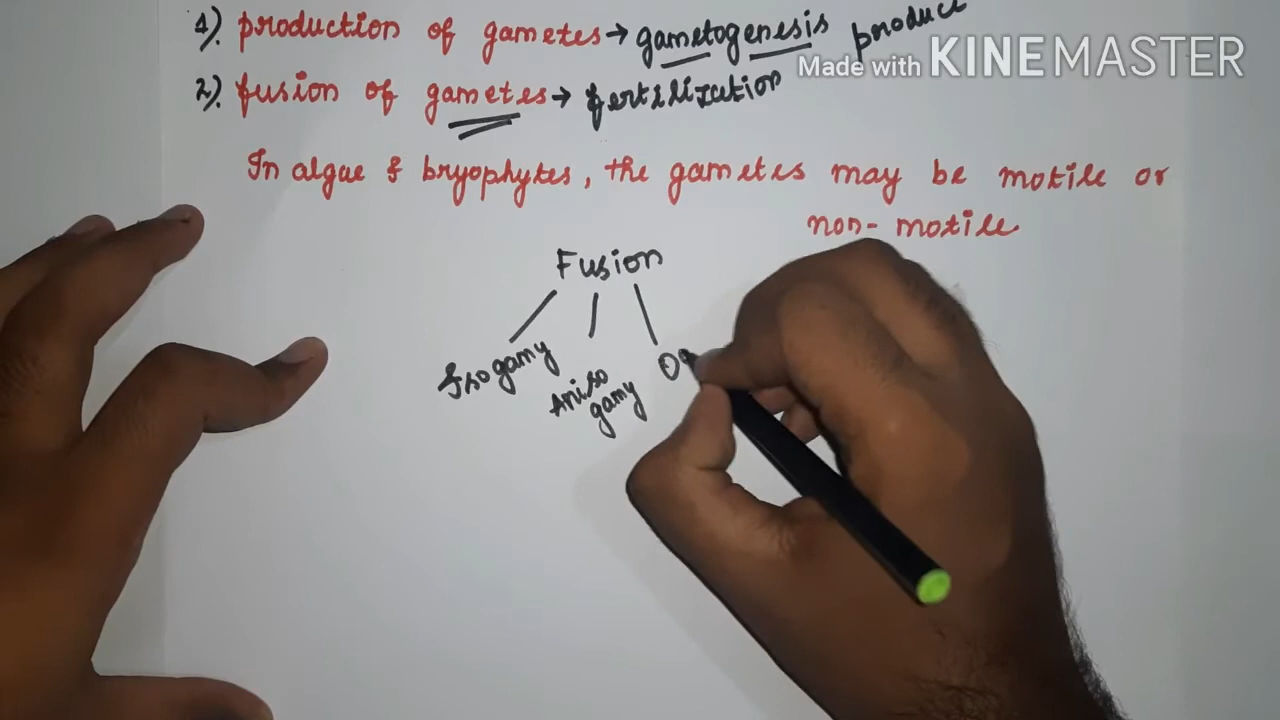 1). production of gametes → gametogenesis produce
Made with KINEMASTER
2). fusion of gametes → fertilization
In algae & bryophytes, the gametes may be motile or
non-motile
Fusion
Isogamy
Aniso
gamy